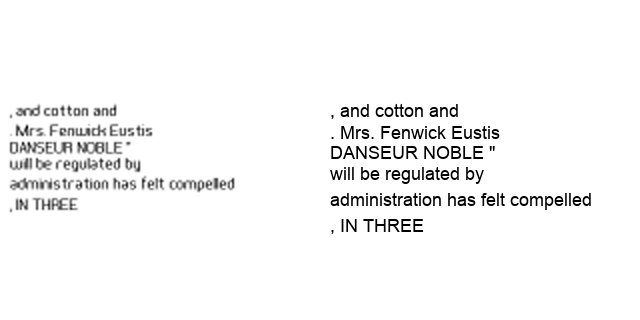 , and cotton and
. Mrs. Fenwick Eustis
DANSEUR NOBLE "
will be regulated by
administration has felt compelled
, IN THREE
, and cotton and
. Mrs. Fenwick Eustis
DANSEUR NOBLE "
will be regulated by
administration has felt compelled
, IN THREE